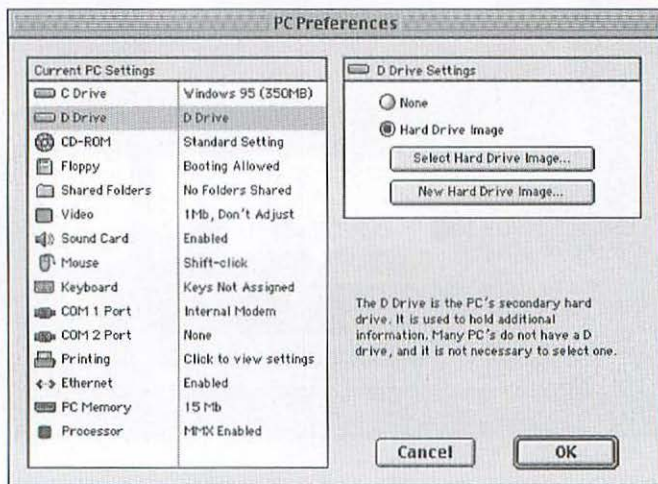 PC Preferences
Current PC Settings
C Drive Windows 95 (350MB)
D Drive D Drive
CD-ROM Standard Setting
Floppy Booting Allowed
Shared Folders No Folders Shared
Video 1Mb, Don't Adjust
Sound Card Enabled
Mouse Shift-click
Keyboard Keys Not Assigned
COM 1 Port Internal Modem
COM 2 Port None
Printing Click to view settings
Ethernet Enabled
PC Memory 15 Mb
Processor MMX Enabled
D Drive Settings
None
Hard Drive Image
Select Hard Drive Image...
New Hard Drive Image...
The D Drive is the PC's secondary hard
drive. It is used to hold additional
information. Many PC's do not have a D
drive, and it is not necessary to select one.
Cancel
OK